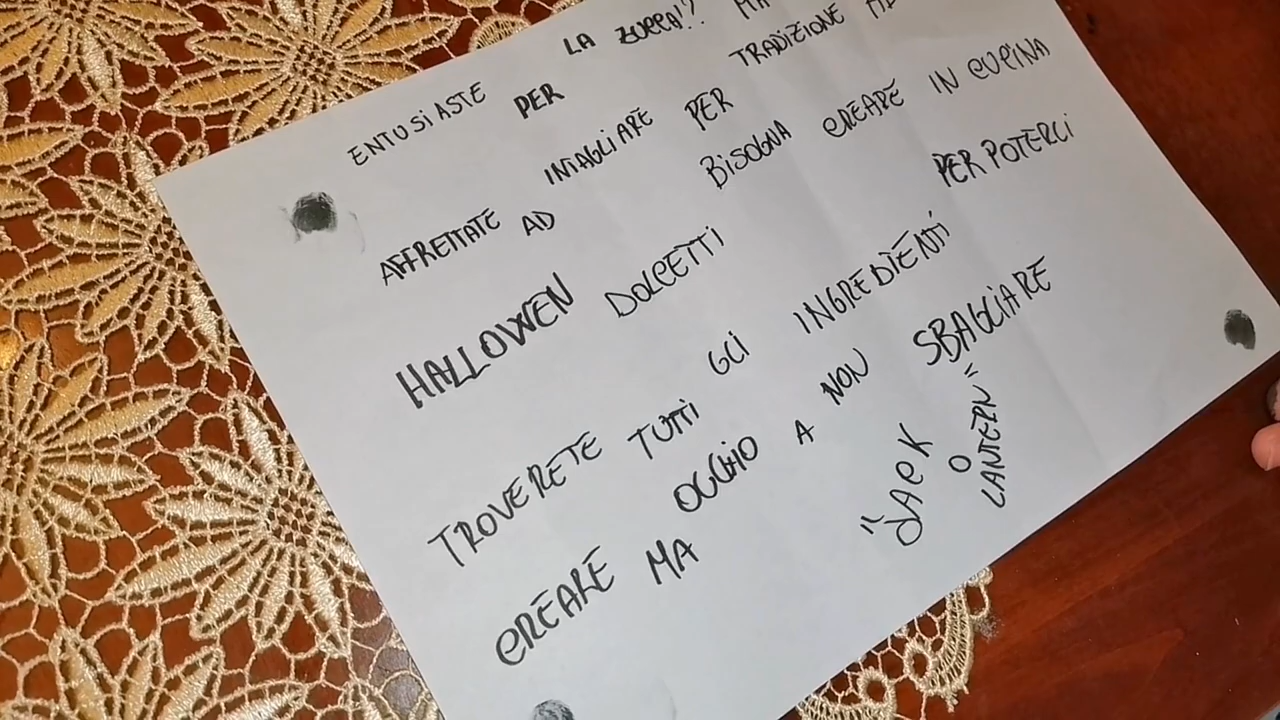 ENTUSIASTE PER LA ZUCCA!? MA
AFFRETTATE AD INTAGLIARE PER TRADIZIONE
HALLOWEN DOLCETTI BISOGNA CREARE IN CUCINA
TROVERETE TUTTI GLI INGREDIENTI PER POTERCI
CREARE MA OCCHIO A NON SBAGLIARE
"JACK
O
LANTERN"